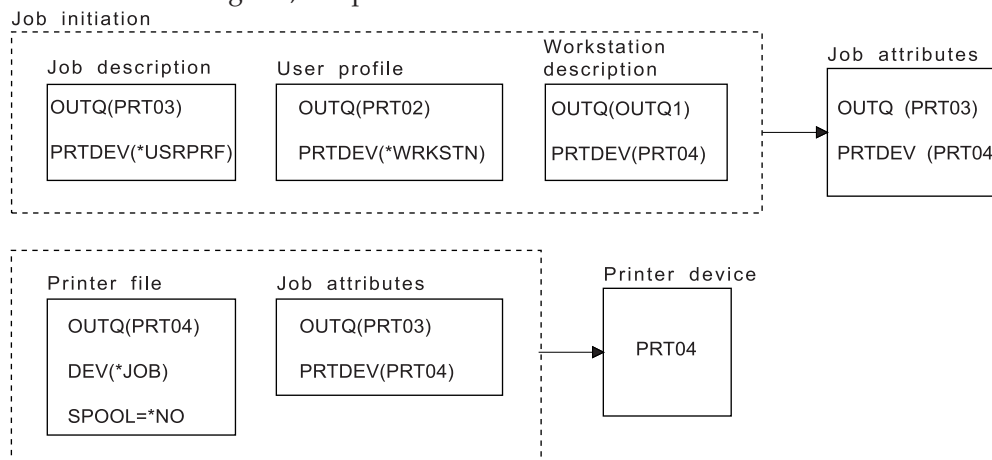 Job initiation
Job description
OUTQ(PRT03)
PRTDEV(*USRPRF)
User profile
OUTQ(PRT02)
PRTDEV(*WRKSTN)
Workstation
description
OUTQ(OUTQ1)
PRTDEV(PRT04)
Job attributes
OUTQ (PRT03)
PRTDEV (PRT04
Printer file
OUTQ(PRT04)
DEV(*JOB)
SPOOL=*NO
Job attributes
OUTQ(PRT03)
PRTDEV(PRT04)
Printer device
PRT04